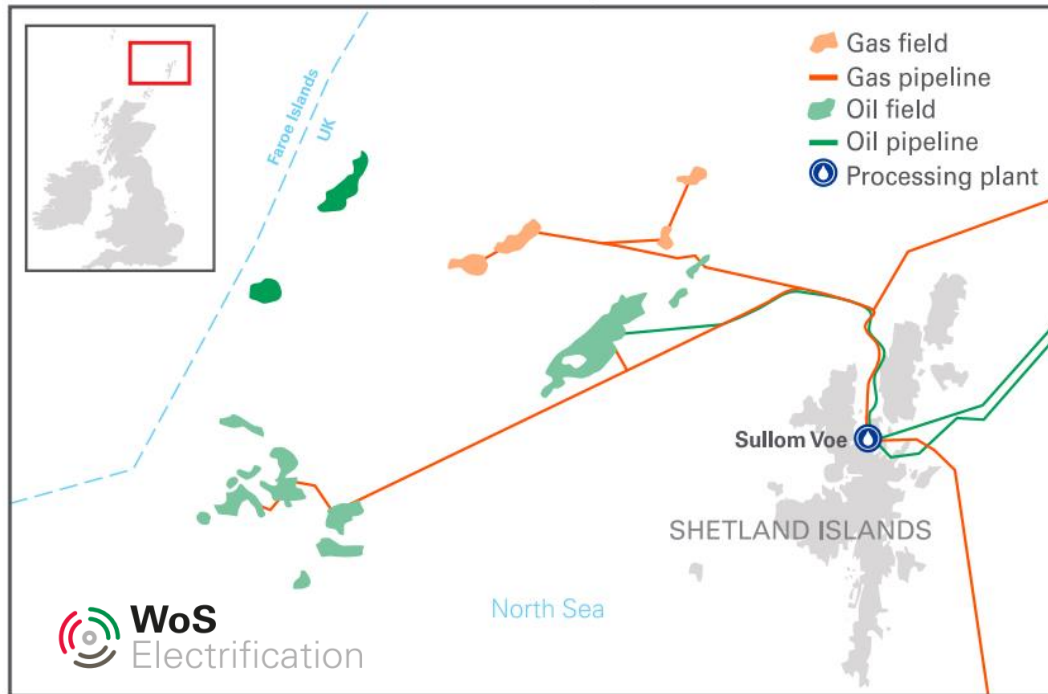 Gas field
Gas pipeline
Oil field
Oil pipeline
Processing plant
Faroe Islands
UK
Sullom Voe
SHETLAND ISLANDS
North Sea
WoS
Electrification